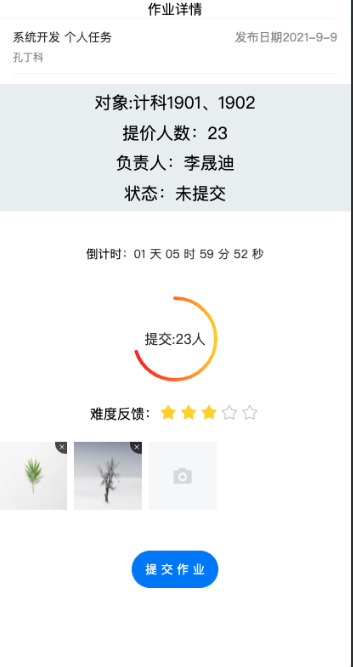 作业详情
系统开发 个人任务 发布日期2021-9-9
孔丁科
对象:计科1901、1902
提价人数：23
负责人：李晟迪
状态：未提交
倒计时：01 天 05 时 59 分 52 秒
提交:23人
难度反馈：
提交作业